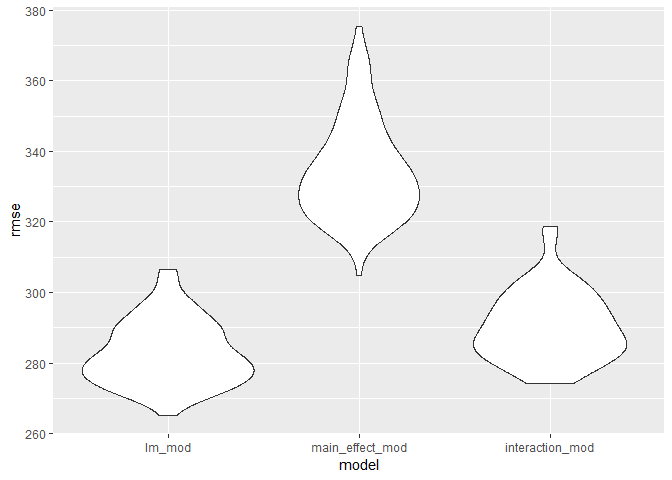 380
360
340
320
300
280
260
rmse
lm_mod
main_effect_mod
interaction_mod
model